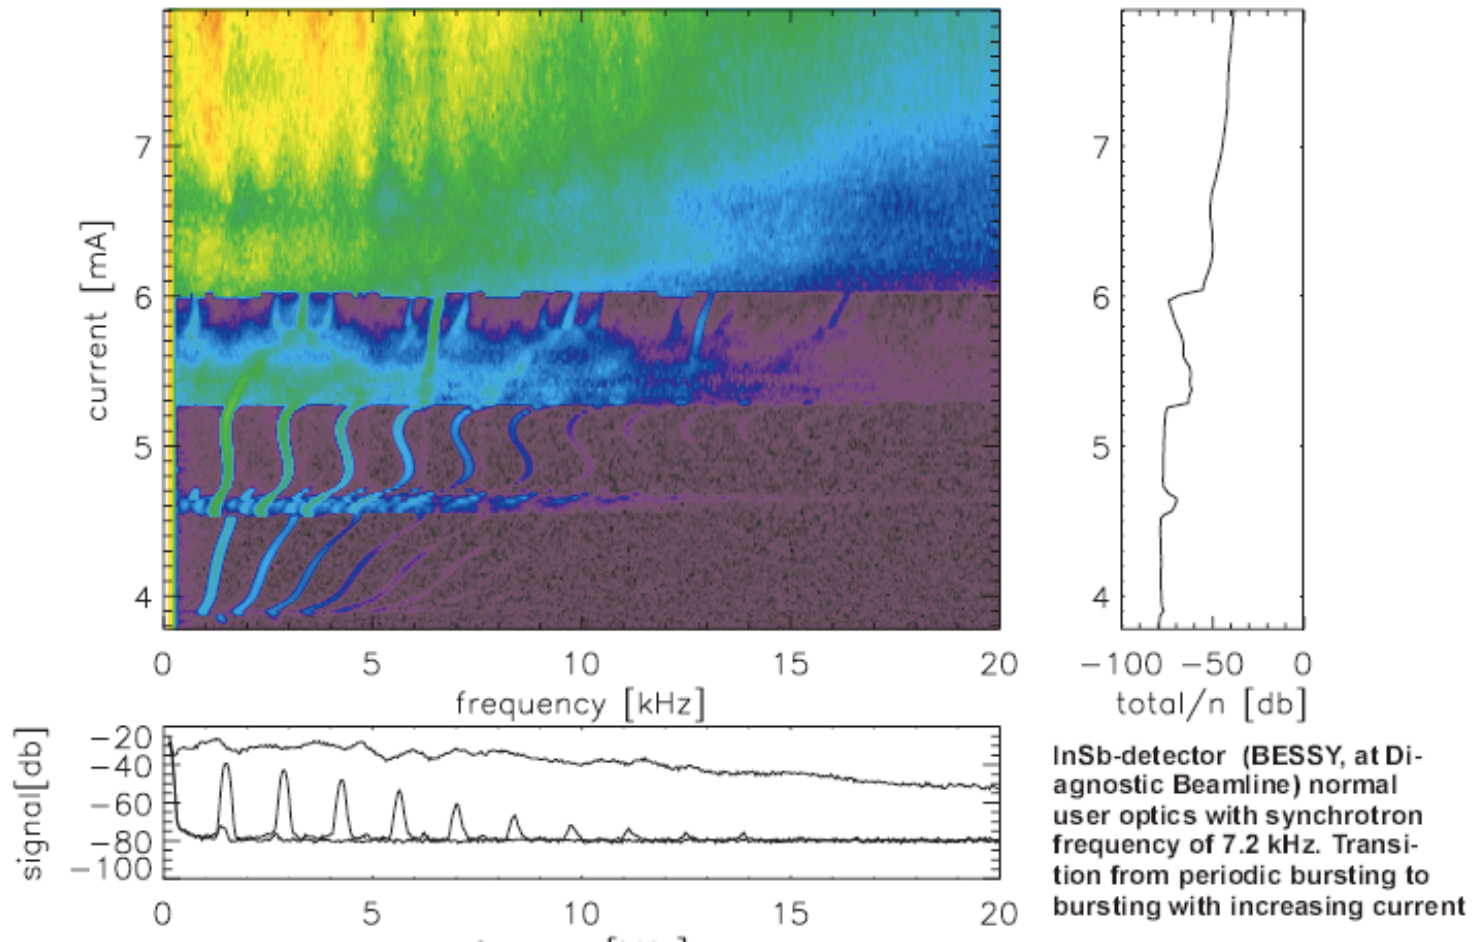 7
6
5
4
current [mA]
0 5 10 15 20
frequency [kHz]
7
6
5
4
-100 -50 0
total/n [db]
-20
-40
-60
-80
-100
signal[db]
0 5 10 15 20
InSb-detector (BESSY, at Di-
agnostic Beamline) normal
user optics with synchrotron
frequency of 7.2 kHz. Transi-
tion from periodic bursting to
bursting with increasing current